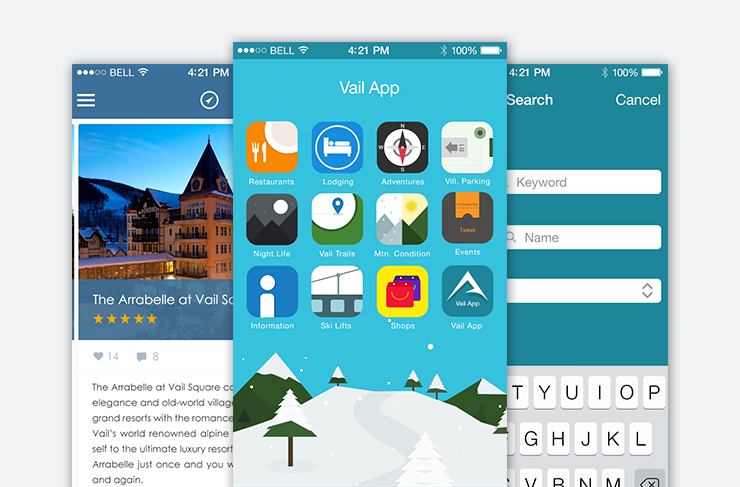 BELL
4:21 PM
The Arrabelle at Vail Sq
14
8
The Arrabelle at Vail Square co
elegance and old-world village
grand resorts with the romance
Vail's world renowned alpine
self to the ultimate luxury resort
Arrabelle just once and you w
and again.
BELL
4:21 PM
100%
Vail App
Restaurants
Lodging
N
W
E
S
Adventures
Vill. Parking
Night Life
Vail Trails
Mtn. Condition
Ticket
Events
Information
Ski Lifts
Shops
Vail App
Vail App
4:21 PM
100%
Search
Cancel
Keyword
Name
T Y U I O P
G H J K L
V B N M